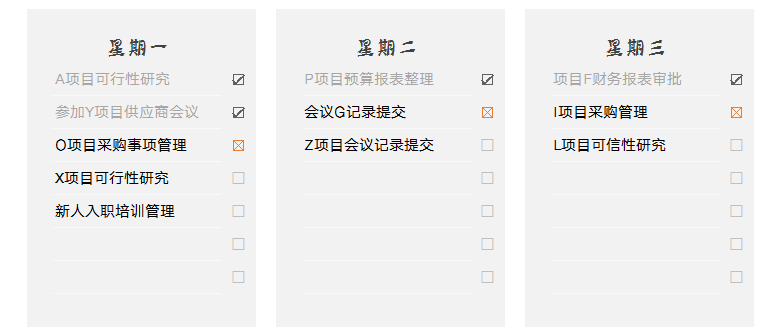 星期一
A项目可行性研究
参加Y项目供应商会议
O项目采购事项管理
X项目可行性研究
新人入职培训管理
星期二
P项目预算报表整理
会议G记录提交
Z项目会议记录提交
星期三
项目F财务报表审批
I项目采购管理
L项目可信性研究